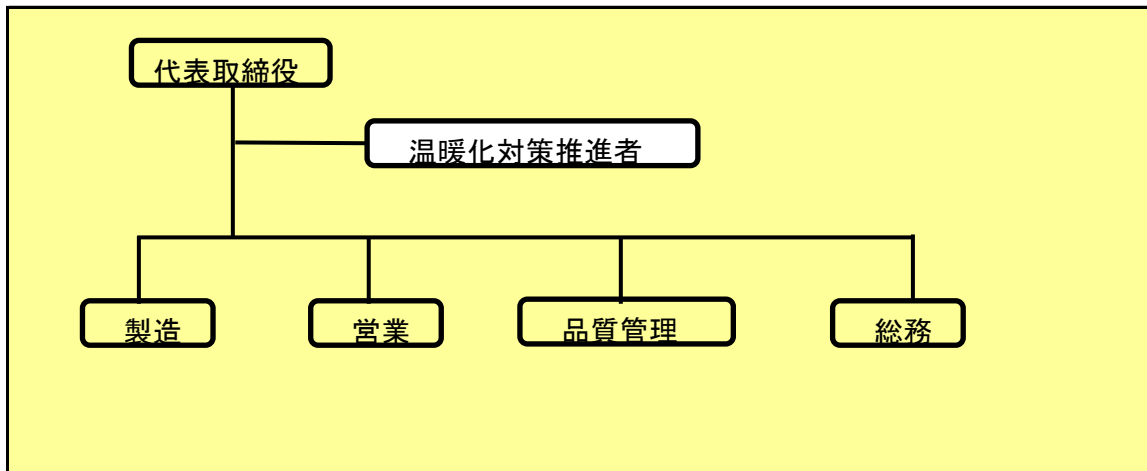 代表取締役
温暖化対策推進者
製造
営業
品質管理
総務